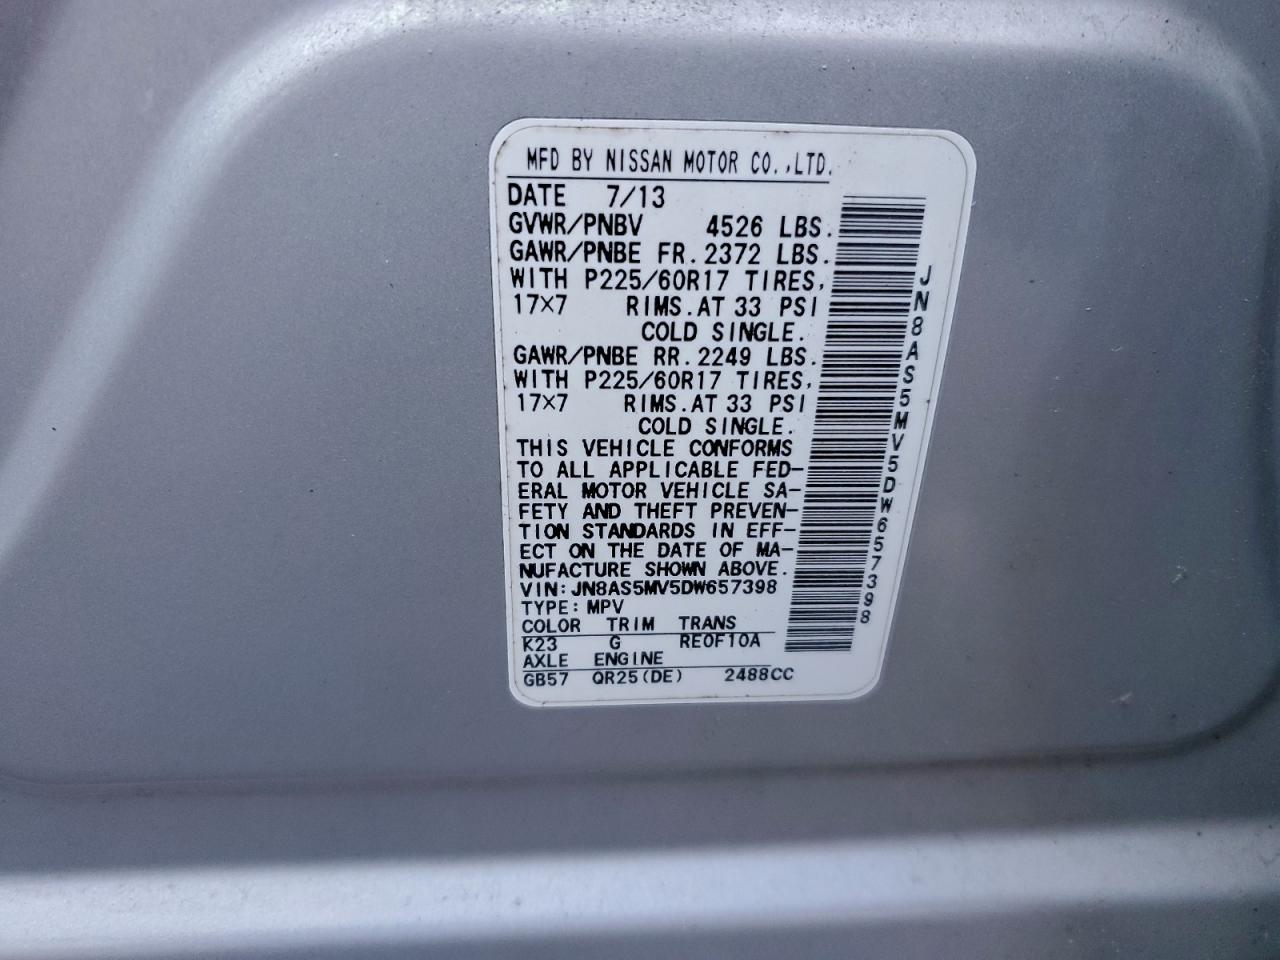 MFD BY NISSAN MOTOR CO.,LTD.
DATE 7/13
GVWR/PNBV 4526 LBS.
GAWR/PNBE FR.2372 LBS.
WITH P225/60R17 TIRES,
17×7 RIMS.AT 33 PSI
COLD SINGLE.
GAWR/PNBE RR.2249 LBS.
WITH P225/60R17 TIRES,
17×7 RIMS.AT 33 PSI
COLD SINGLE.
THIS VEHICLE CONFORMS
TO ALL APPLICABLE FED-
ERAL MOTOR VEHICLE SA-
FETY AND THEFT PREVEN-
TION STANDARDS IN EFF-
ECT ON THE DATE OF MA-
NUFACTURE SHOWN ABOVE.
VIN:JN8AS5MV5DW657398
TYPE:MPV
COLOR TRIM TRANS
K23 G RE0F10A
AXLE ENGINE
GB57 QR25(DE) 2488CC
JN8AS5MV5DW657398